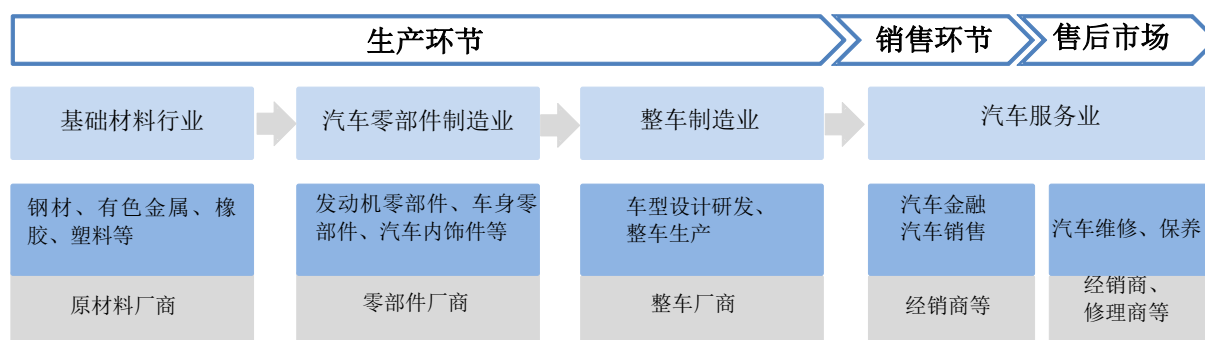 生产环节
销售环节
售后市场
基础材料行业
汽车零部件制造业
整车制造业
汽车服务业
钢材、有色金属、橡
胶、塑料等
发动机零部件、车身零
部件、汽车内饰件等
车型设计研发、
整车生产
汽车金融
汽车销售
汽车维修、保养
原材料厂商
零部件厂商
整车厂商
经销商等
经销商、
修理商等